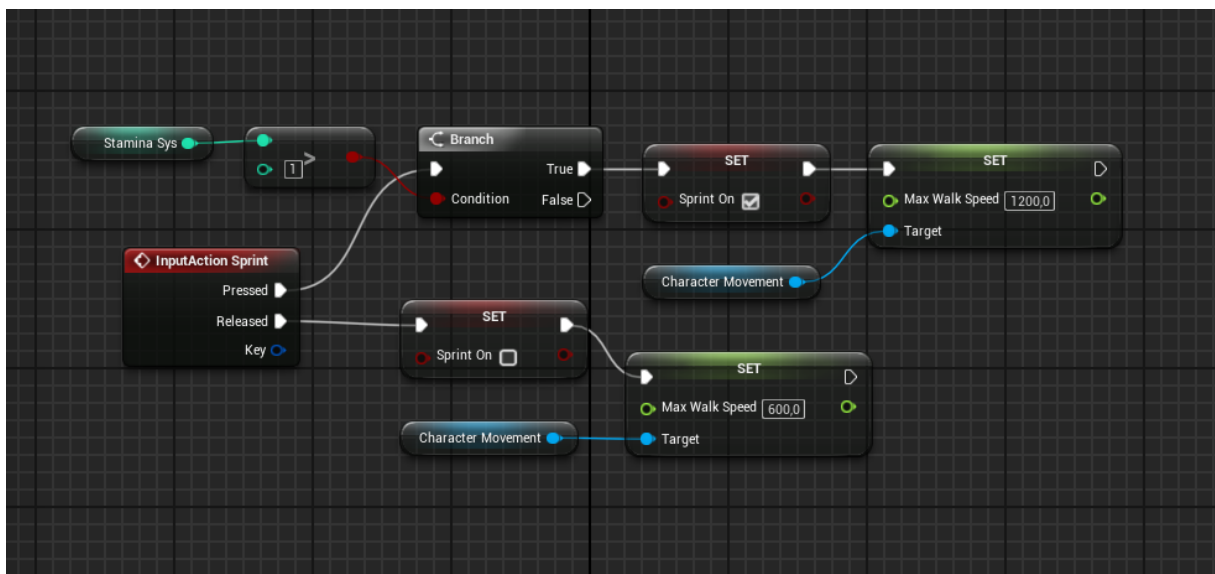 Stamina Sys
1 >
Branch
True
Condition
False
SET
Sprint On
SET
Max Walk Speed 1200,0
Target
Character Movement
InputAction Sprint
Pressed
Released
Key
SET
Sprint On
SET
Max Walk Speed 600,0
Target
Character Movement